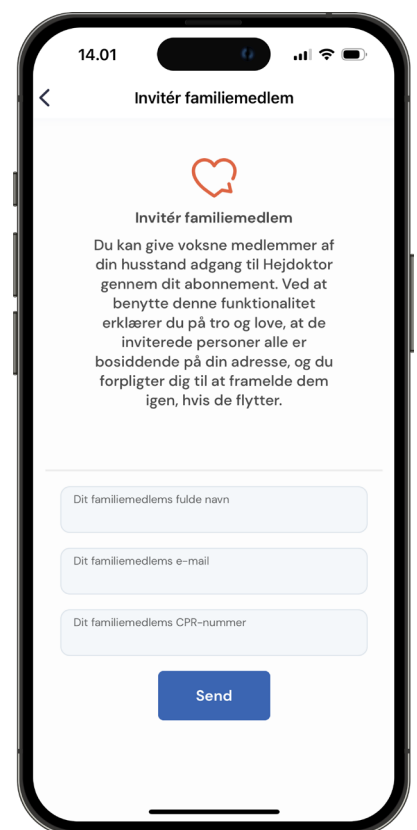 14.01
Invitér familiemedlem
Invitér familiemedlem
Du kan give voksne medlemmer af
din husstand adgang til Hejdoktor
gennem dit abonnement. Ved at
benytte denne funktionalitet
erklærer du på tro og love, at de
inviterede personer alle er
bosiddende på din adresse, og du
forpligter dig til at framelde dem
igen, hvis de flytter.
Dit familiemedlems fulde navn
Dit familiemedlems e-mail
Dit familiemedlems CPR-nummer
Send